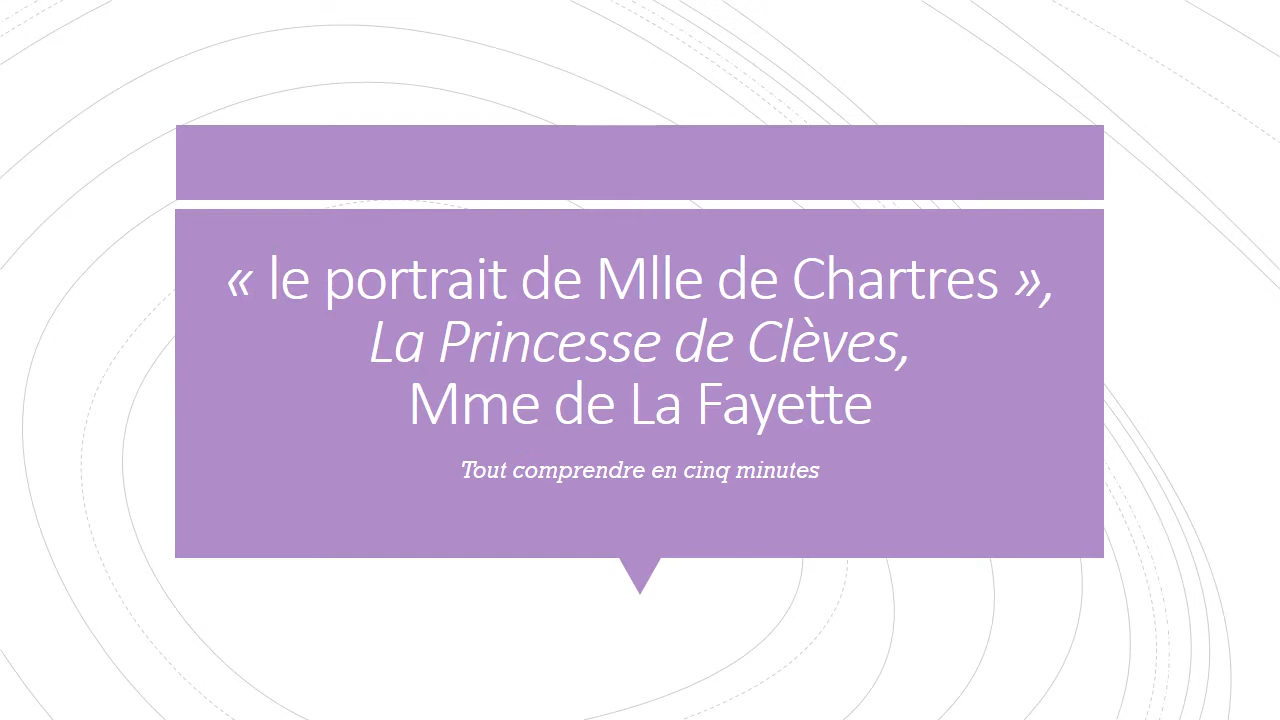 « le portrait de Mlle de Chartres »,
La Princesse de Clèves,
Mme de La Fayette
Tout comprendre en cinq minutes